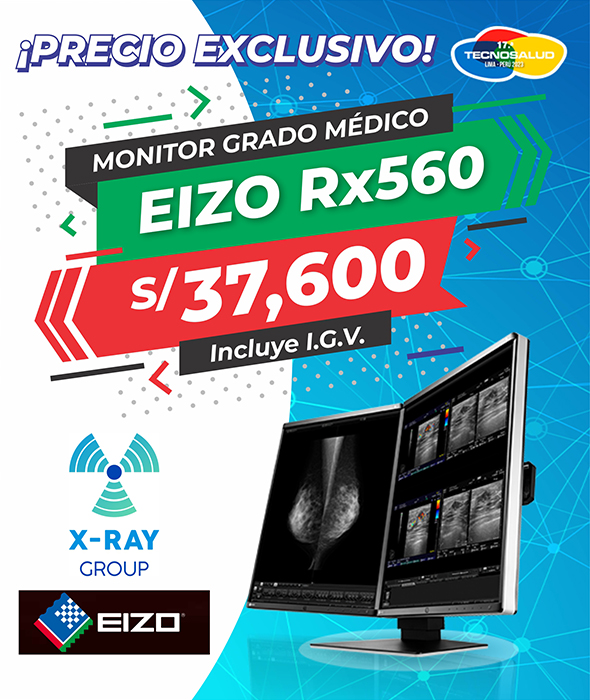 ¡PRECIO EXCLUSIVO!
17.
TECNOSALUD
LIMA - PERÚ 2023
MONITOR GRADO MÉDICO
EIZO Rx560
S/37,600
Incluye I.G.V.
X-RAY
GROUP
EIZO